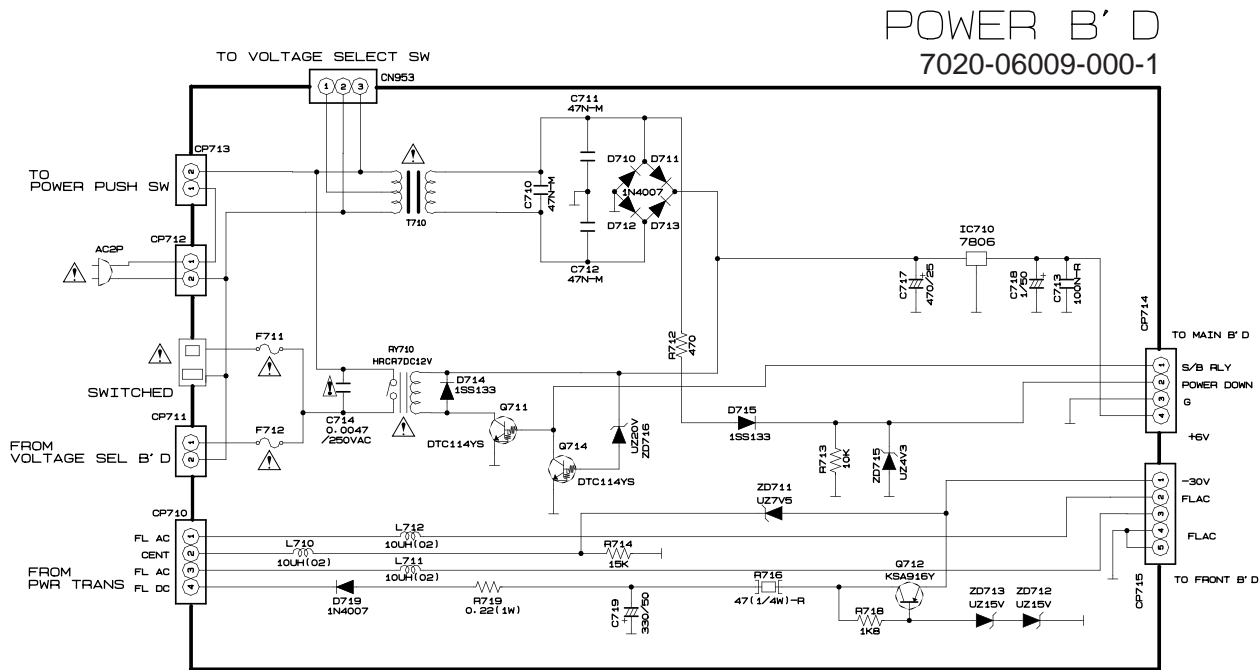 POWER B' D
7020-06009-000-1
TO VOLTAGE SELECT SW
CN953
1 2 3
C711
47N-M
CP713
2
1
TO
POWER PUSH SW
T710
C710
47N-M
D710
D711
1N4007
D712
D713
C712
47N-M
AC2P
CP712
1
2
IC710
7806
C717
470/25
C718
1/50
C713
100N-R
CP714
TO MAIN B' D
1
S/B RLY
2
POWER DOWN
3
G
4
+6V
R712
470
F711
SWITCHED
RY710
HRCR7DC12V
C714
0.0047
/250VAC
D714
1SS133
Q711
DTC114YS
Q714
DTC114YS
UZ20V
ZD716
D715
1SS133
R713
10K
ZD715
UZ4V3
CP711
1
2
F712
FROM
VOLTAGE SEL B' D
CP710
FL AC
1
CENT
2
FL AC
3
FL DC
4
FROM
PWR TRANS
L712
10UH(02)
L710
10UH(02)
L711
10UH(02)
R714
15K
ZD711
UZ7V5
1
-30V
2
FLAC
3
4
FLAC
5
CP715
TO FRONT B' D
D719
1N4007
R719
0.22(1W)
C719
330/50
R716
47(1/4W)-R
Q712
KSA916Y
R718
1K8
ZD713
UZ15V
ZD712
UZ15V